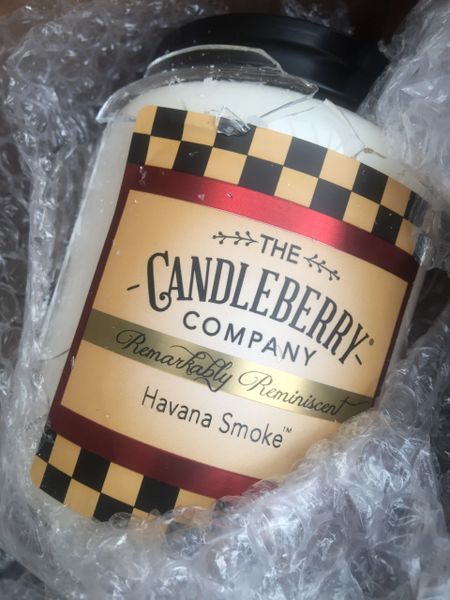 THE
CANDLEBERRY®
COMPANY
Remarkably Reminiscent
Havana Smoke™